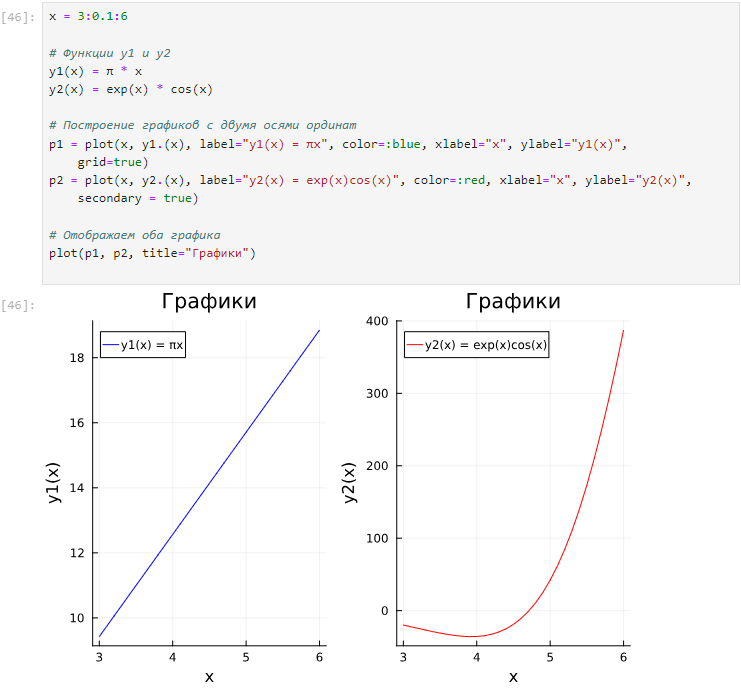 [46]:
x = 3:0.1:6
# Функции y1 и y2
y1(x) = π * x
y2(x) = exp(x) * cos(x)
# Построение графиков с двумя осями ординат
p1 = plot(x, y1.(x), label="y1(x) = πx", color=:blue, xlabel="x", ylabel="y1(x)",
grid=true)
p2 = plot(x, y2.(x), label="y2(x) = exp(x)cos(x)", color=:red, xlabel="x", ylabel="y2(x)",
secondary = true)
# Отображаем оба графика
plot(p1, p2, title="Графики")
[46]:
Графики
y1(x) = πx
18
16
14
12
10
y1(x)
3 4 5 6
x
Графики
y2(x) = exp(x)cos(x)
400
300
200
100
0
y2(x)
3 4 5 6
x